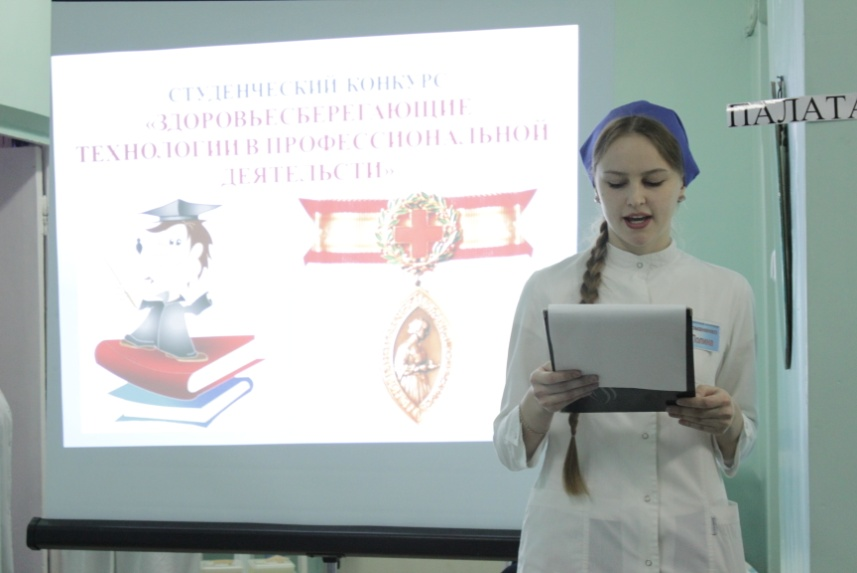 СТУДЕНЧЕСКИЙ КОНКУРС
«ЗДОРОВЬЕСБЕРЕГАЮЩИЕ
ТЕХНОЛОГИИ В ПРОФЕССИОНАЛЬНОЙ
ДЕЯТЕЛЬСТИ»
ПАЛАТА